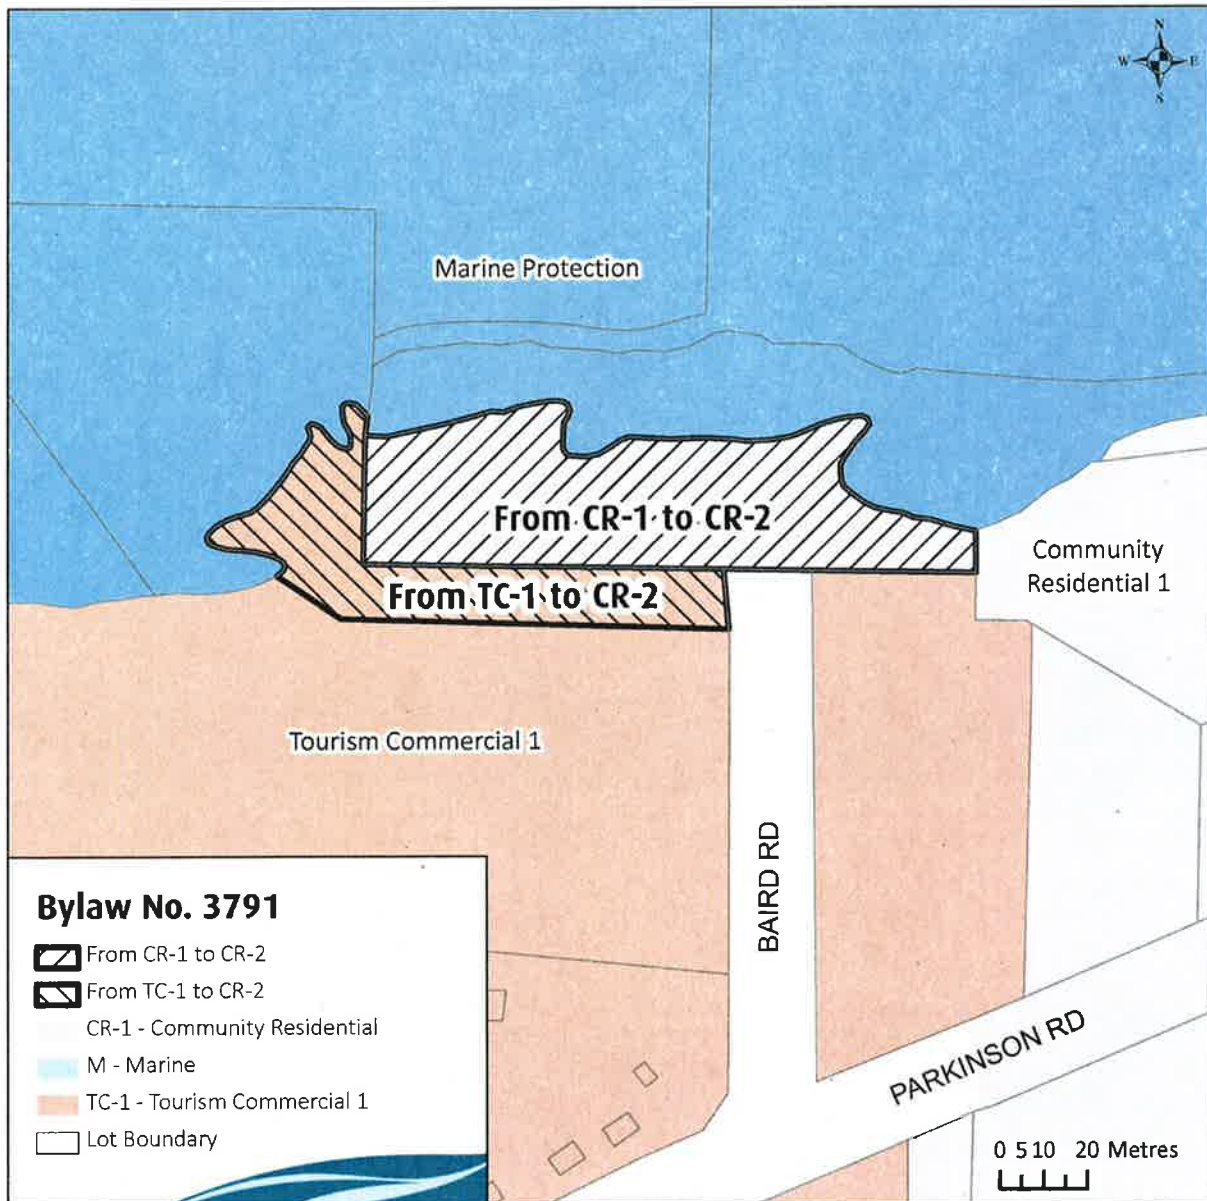 N
W E
S
Marine Protection
From CR-1 to CR-2
Community
Residential 1
From TC-1 to CR-2
Tourism Commercial 1
BAIRD RD
PARKINSON RD
Bylaw No. 3791
From CR-1 to CR-2
From TC-1 to CR-2
CR-1 - Community Residential
M - Marine
TC-1 - Tourism Commercial 1
Lot Boundary
0 5 10 20 Metres